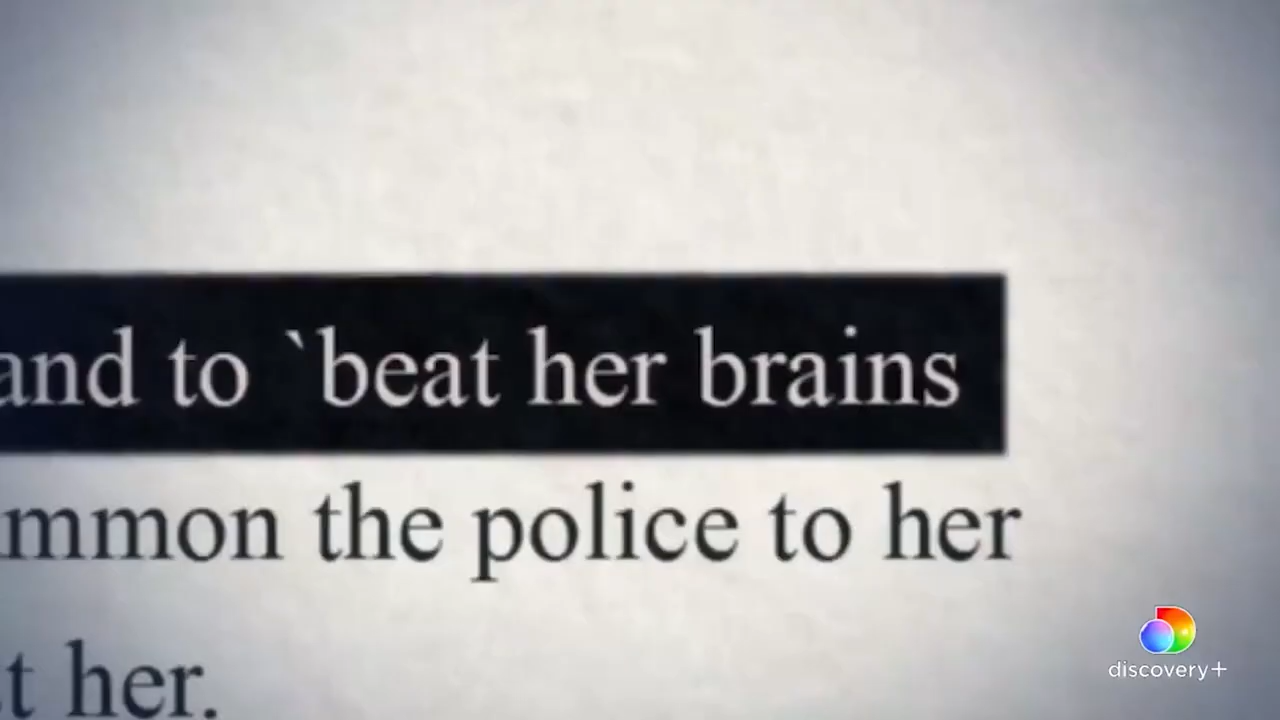 and to `beat her brains
mmon the police to her
t her.
discovery+